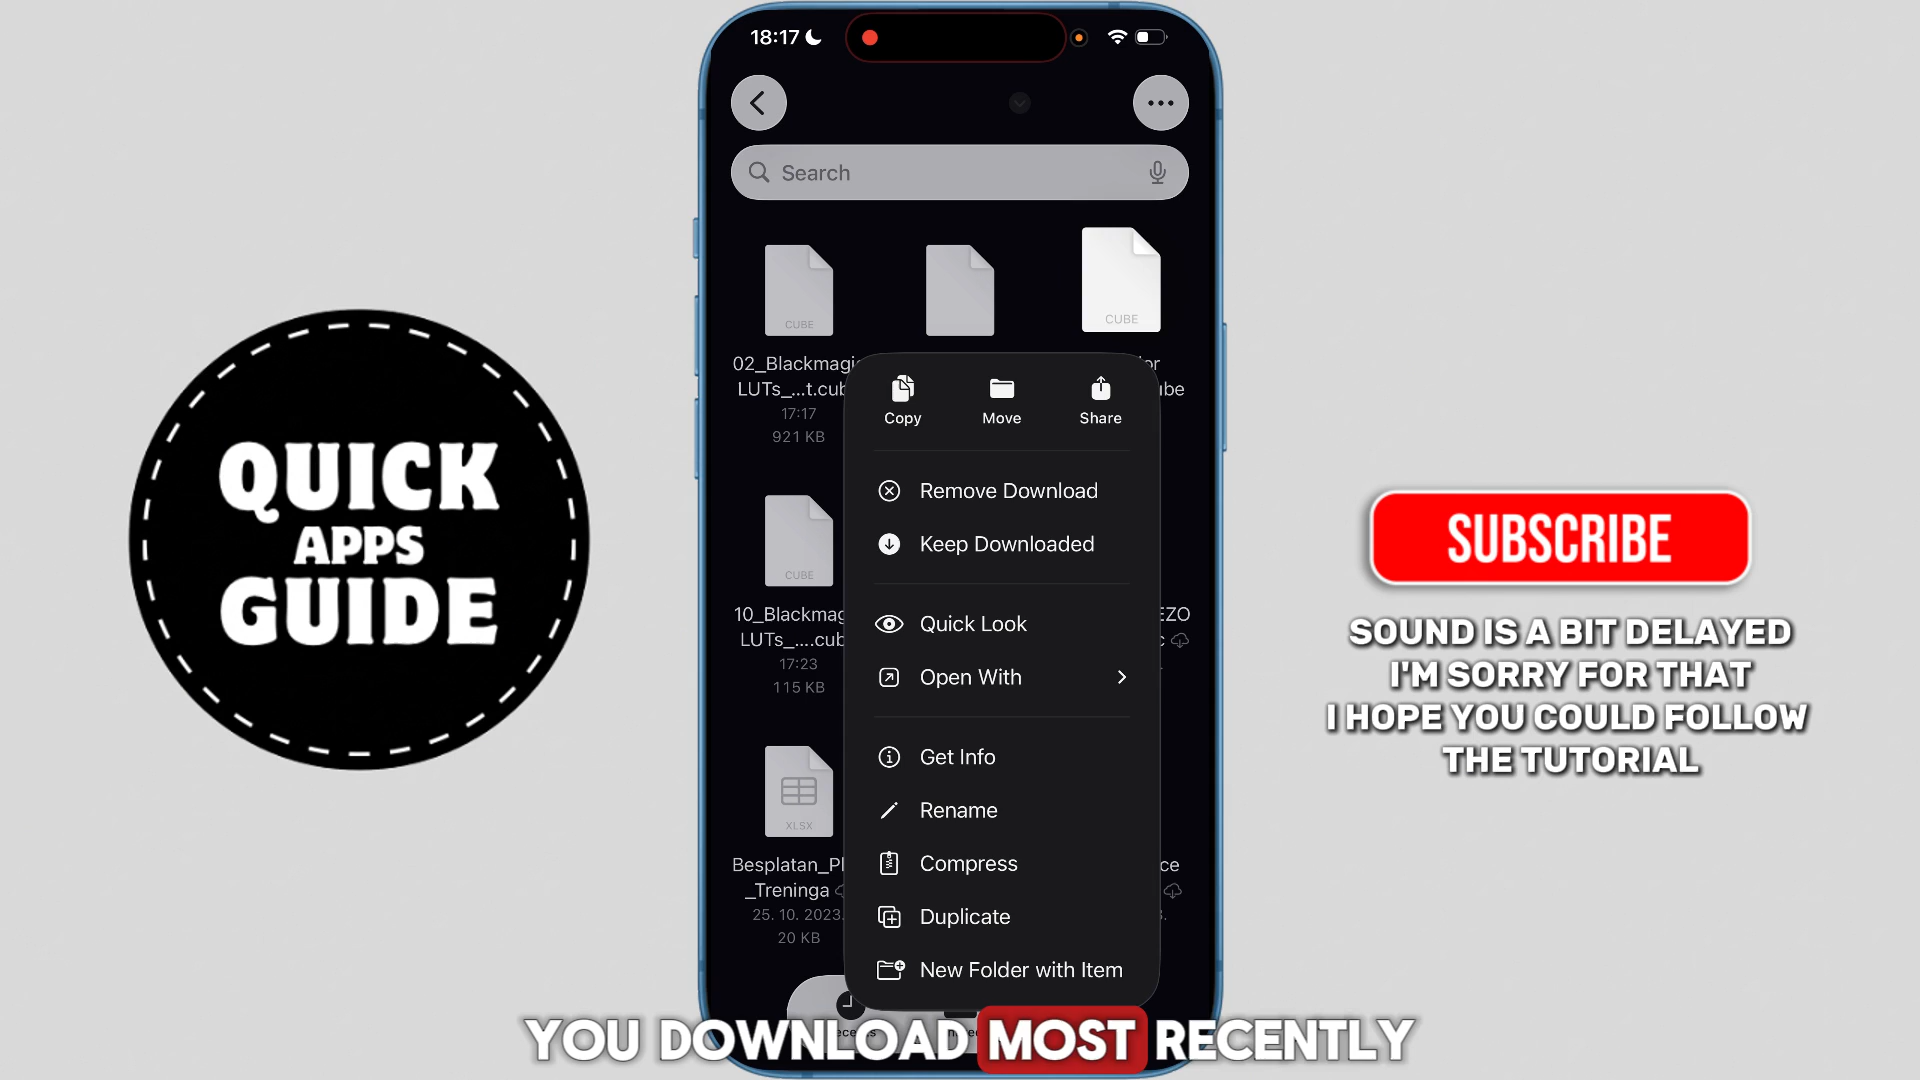 18:17
Search
CUBE
CUBE
02_Blackmagic
LUTs_...t.cub
17:17
921 KB
Copy
Move
Share
Remove Download
Keep Downloaded
CUBE
10_Blackmag
LUTs_....cub
17:23
115 KB
EZO
Quick Look
Open With
Get Info
Rename
XLSX
Besplatan_Pl
_Treninga
25. 10. 2023.
20 KB
ce
Compress
Duplicate
New Folder with Item
QUICK
APPS
GUIDE
SUBSCRIBE
SOUND IS A BIT DELAYED
I'M SORRY FOR THAT
I HOPE YOU COULD FOLLOW
THE TUTORIAL
YOU DOWNLOAD MOST RECENTLY